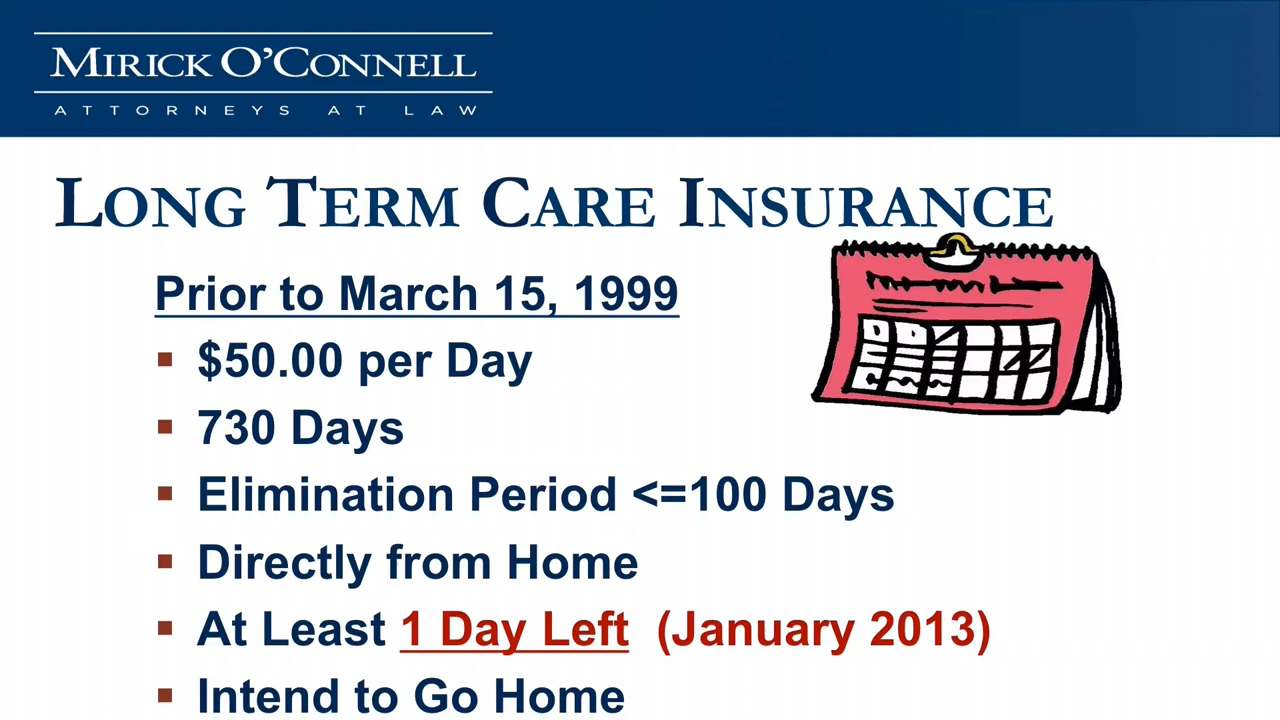 MIRICK O'CONNELL
ATTORNEYS AT LAW
LONG TERM CARE INSURANCE
Prior to March 15, 1999
▪ $50.00 per Day
▪ 730 Days
▪ Elimination Period <=100 Days
▪ Directly from Home
▪ At Least 1 Day Left (January 2013)
▪ Intend to Go Home